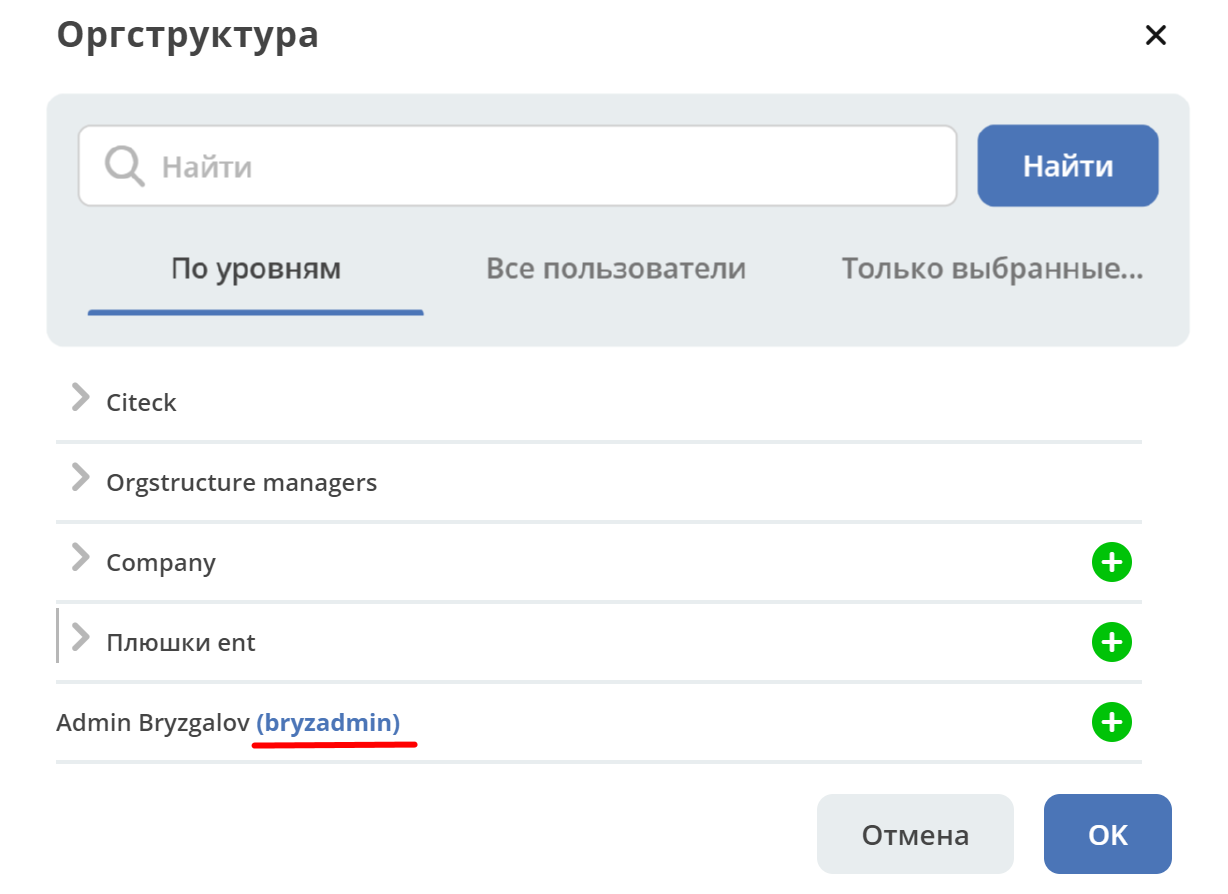 Оргструктура
Найти
Найти
По уровням
Все пользователи
Только выбранные...
Citeck
Orgstructure managers
Company
Плюшки ent
Admin Bryzgalov (bryzadmin)
Отмена
OK